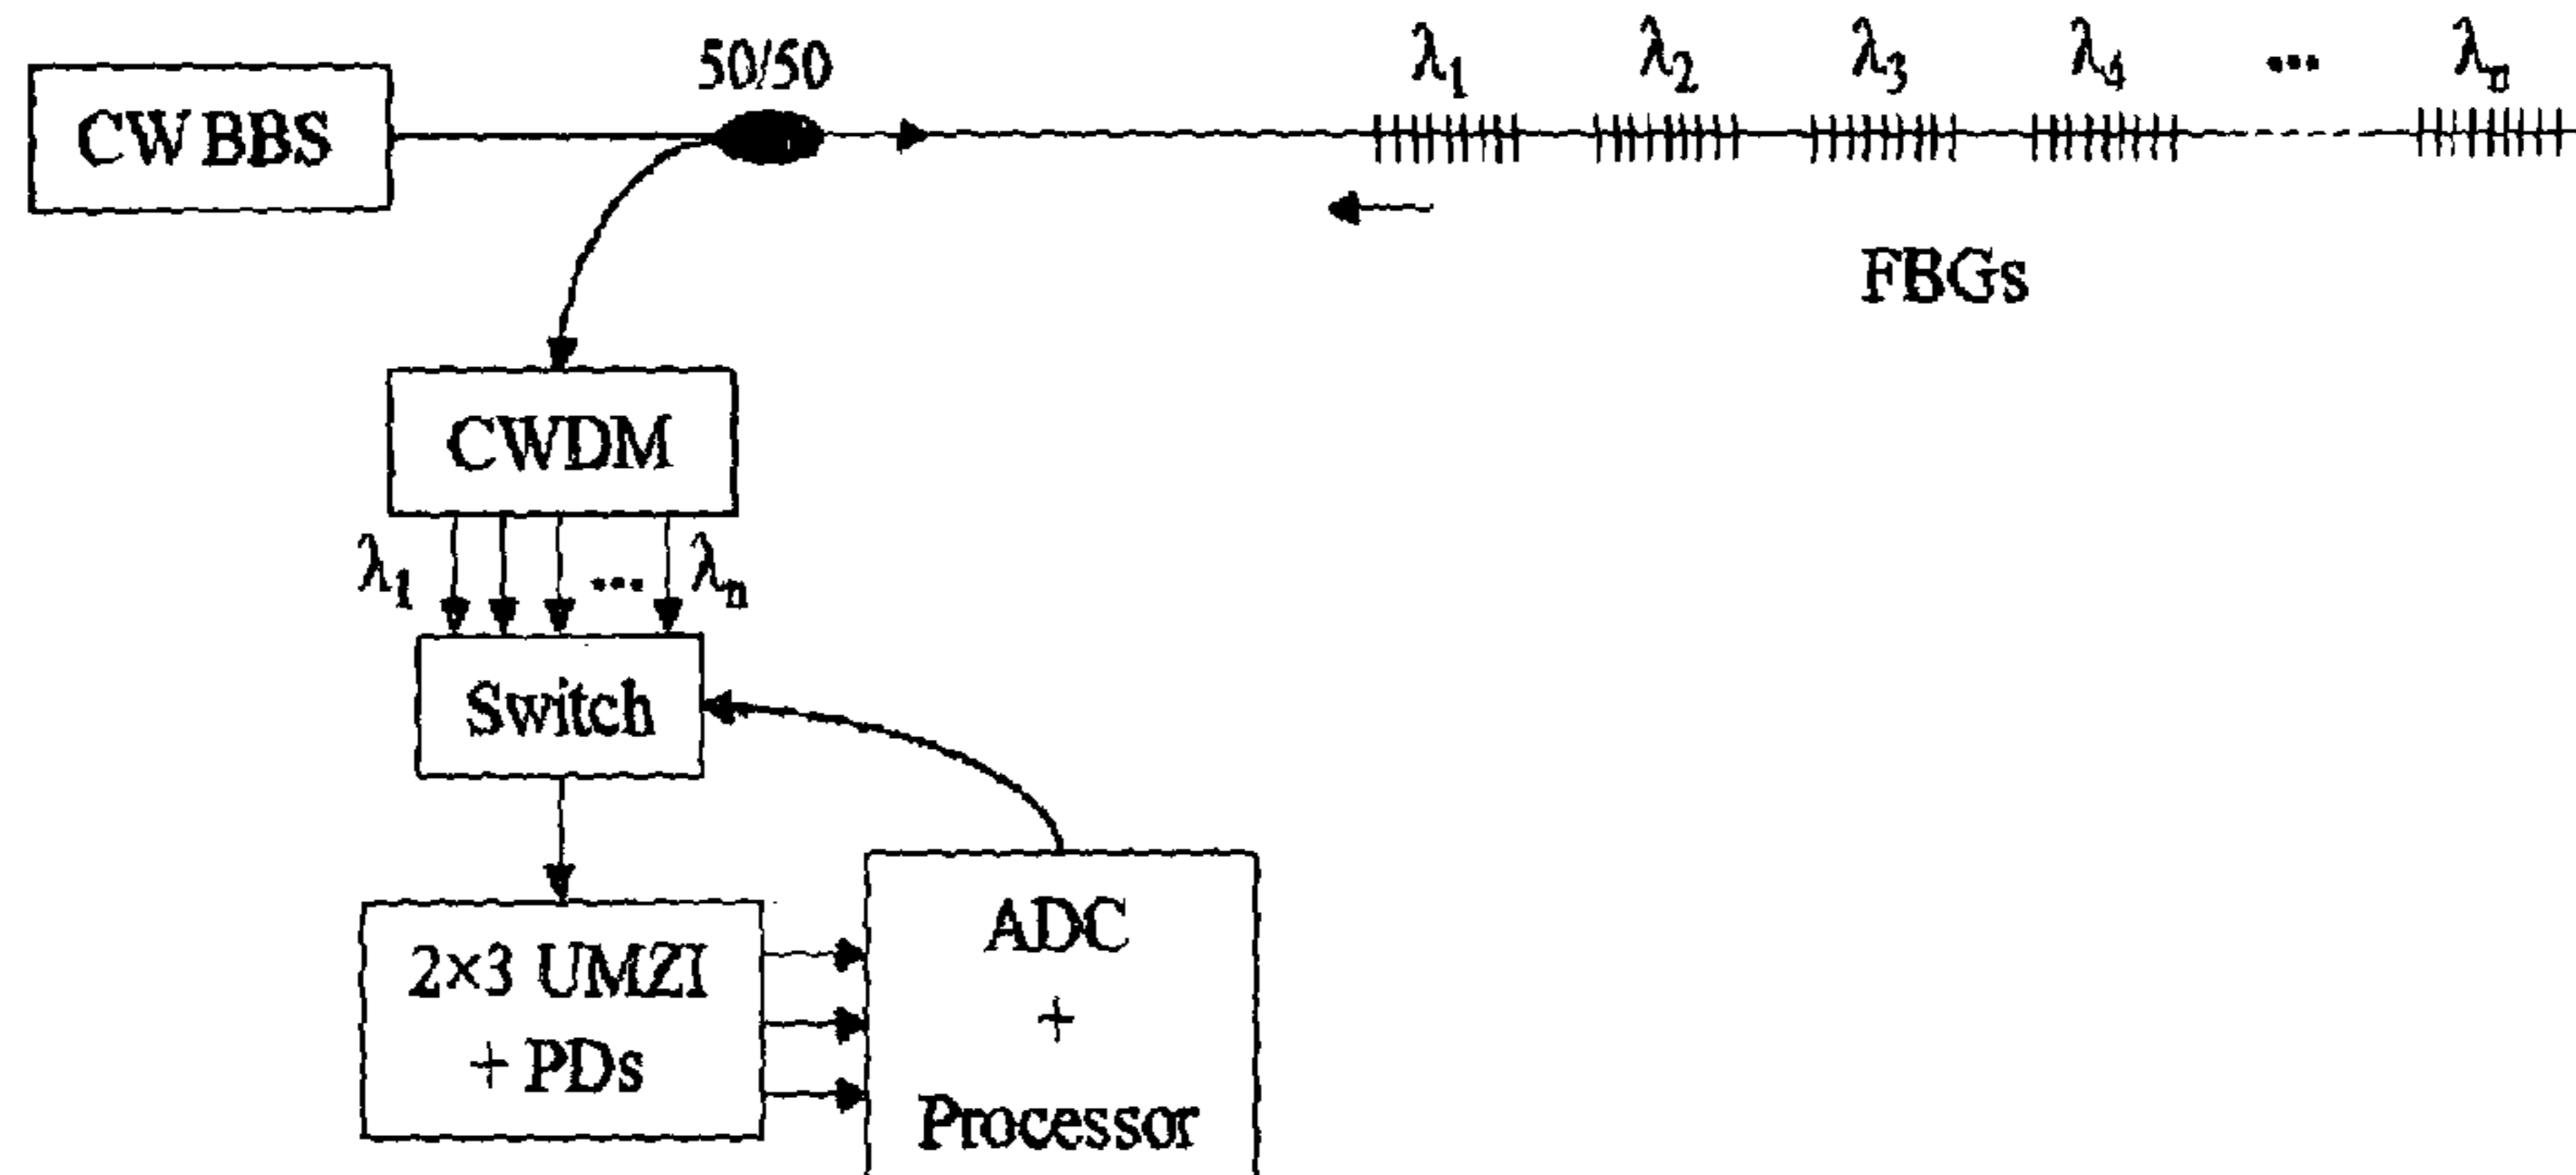 50/50
CW BBS
λ1 λ2 λ3 λ4 ... λn
FBGs
CWDM
λ1 ... λn
Switch
2×3 UMZI
+ PDs
ADC
+
Processor